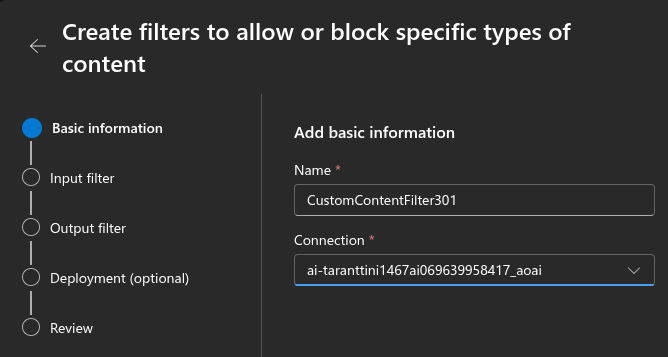 Create filters to allow or block specific types of
content
Basic information
Input filter
Output filter
Deployment (optional)
Review
Add basic information
Name *
CustomContentFilter301
Connection *
ai-taranttini1467ai069639958417_aoai